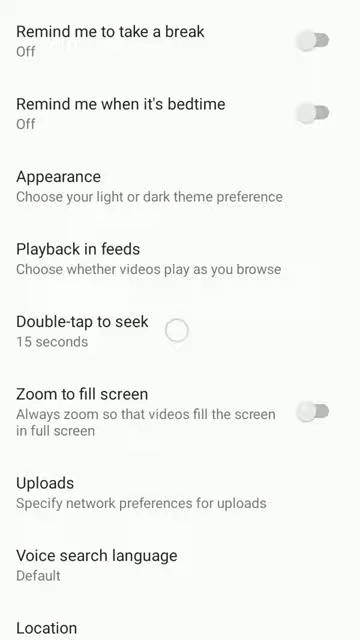 Remind me to take a break
Off
Remind me when it's bedtime
Off
Appearance
Choose your light or dark theme preference
Playback in feeds
Choose whether videos play as you browse
Double-tap to seek
15 seconds
Zoom to fill screen
Always zoom so that videos fill the screen
in full screen
Uploads
Specify network preferences for uploads
Voice search language
Default
Location